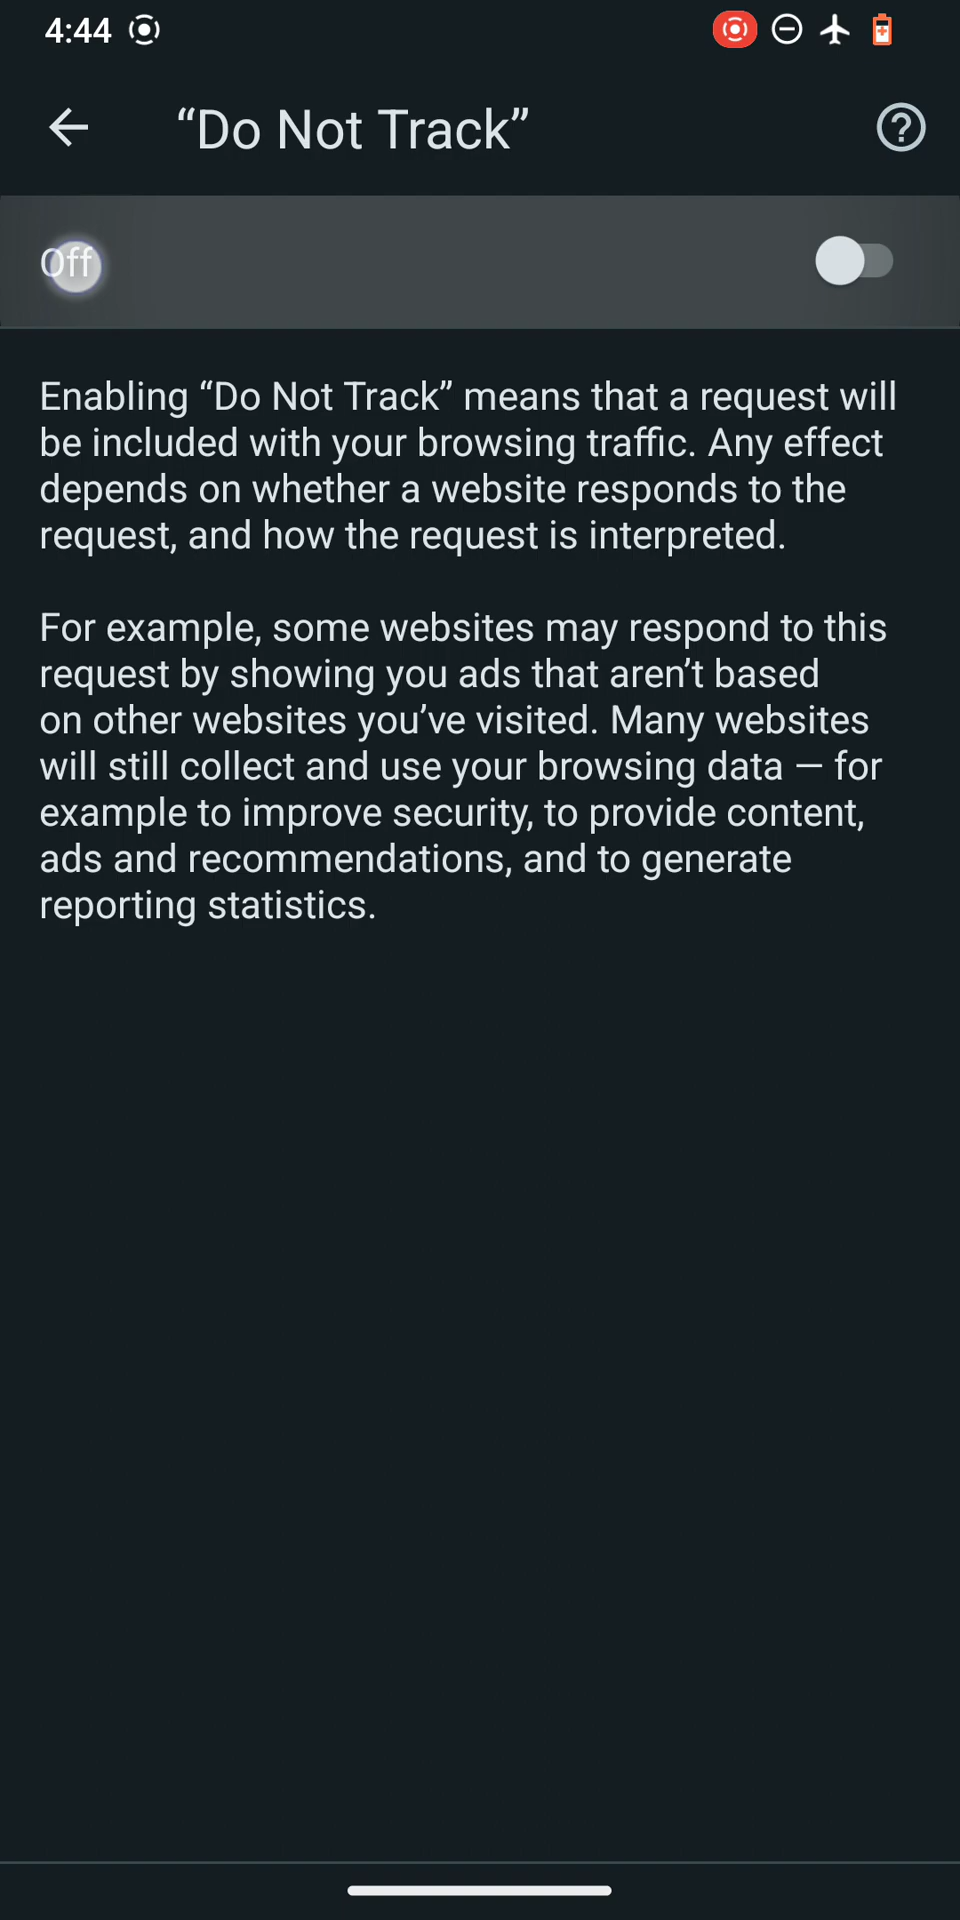 4:44
“Do Not Track”
Off
Enabling “Do Not Track” means that a request will
be included with your browsing traffic. Any effect
depends on whether a website responds to the
request, and how the request is interpreted.
For example, some websites may respond to this
request by showing you ads that aren’t based
on other websites you’ve visited. Many websites
will still collect and use your browsing data — for
example to improve security, to provide content,
ads and recommendations, and to generate
reporting statistics.